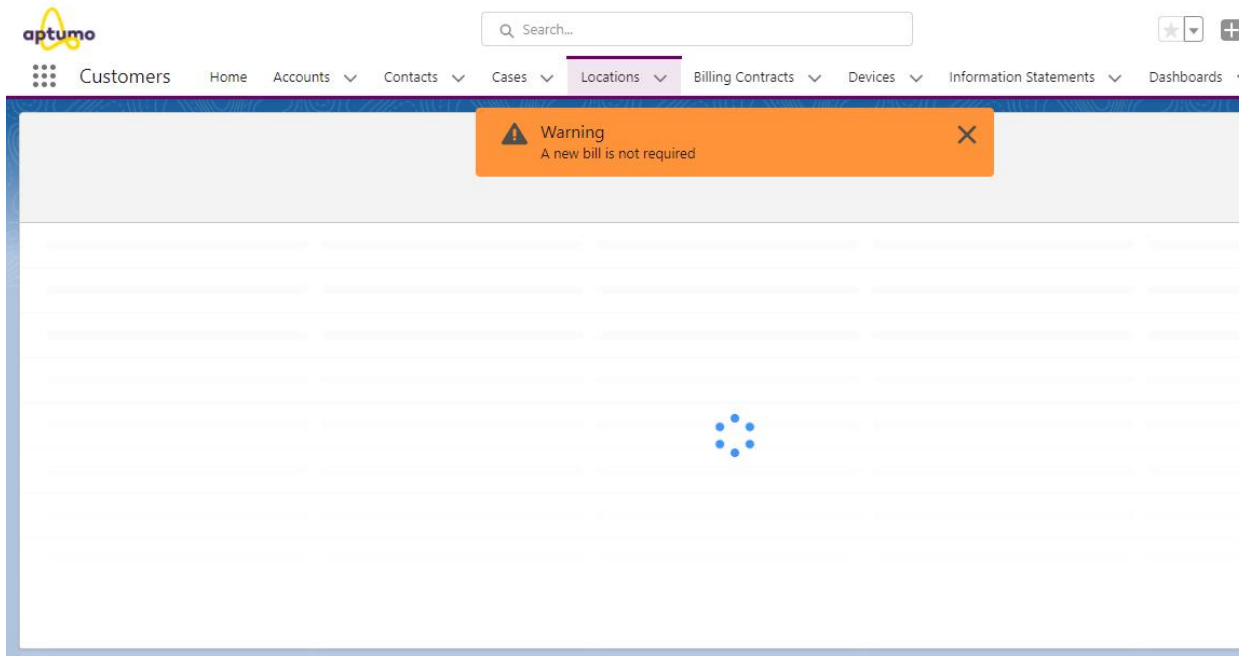 aptumo
Search...
Customers Home Accounts Contacts Cases Locations Billing Contracts Devices Information Statements Dashboards
Warning
A new bill is not required